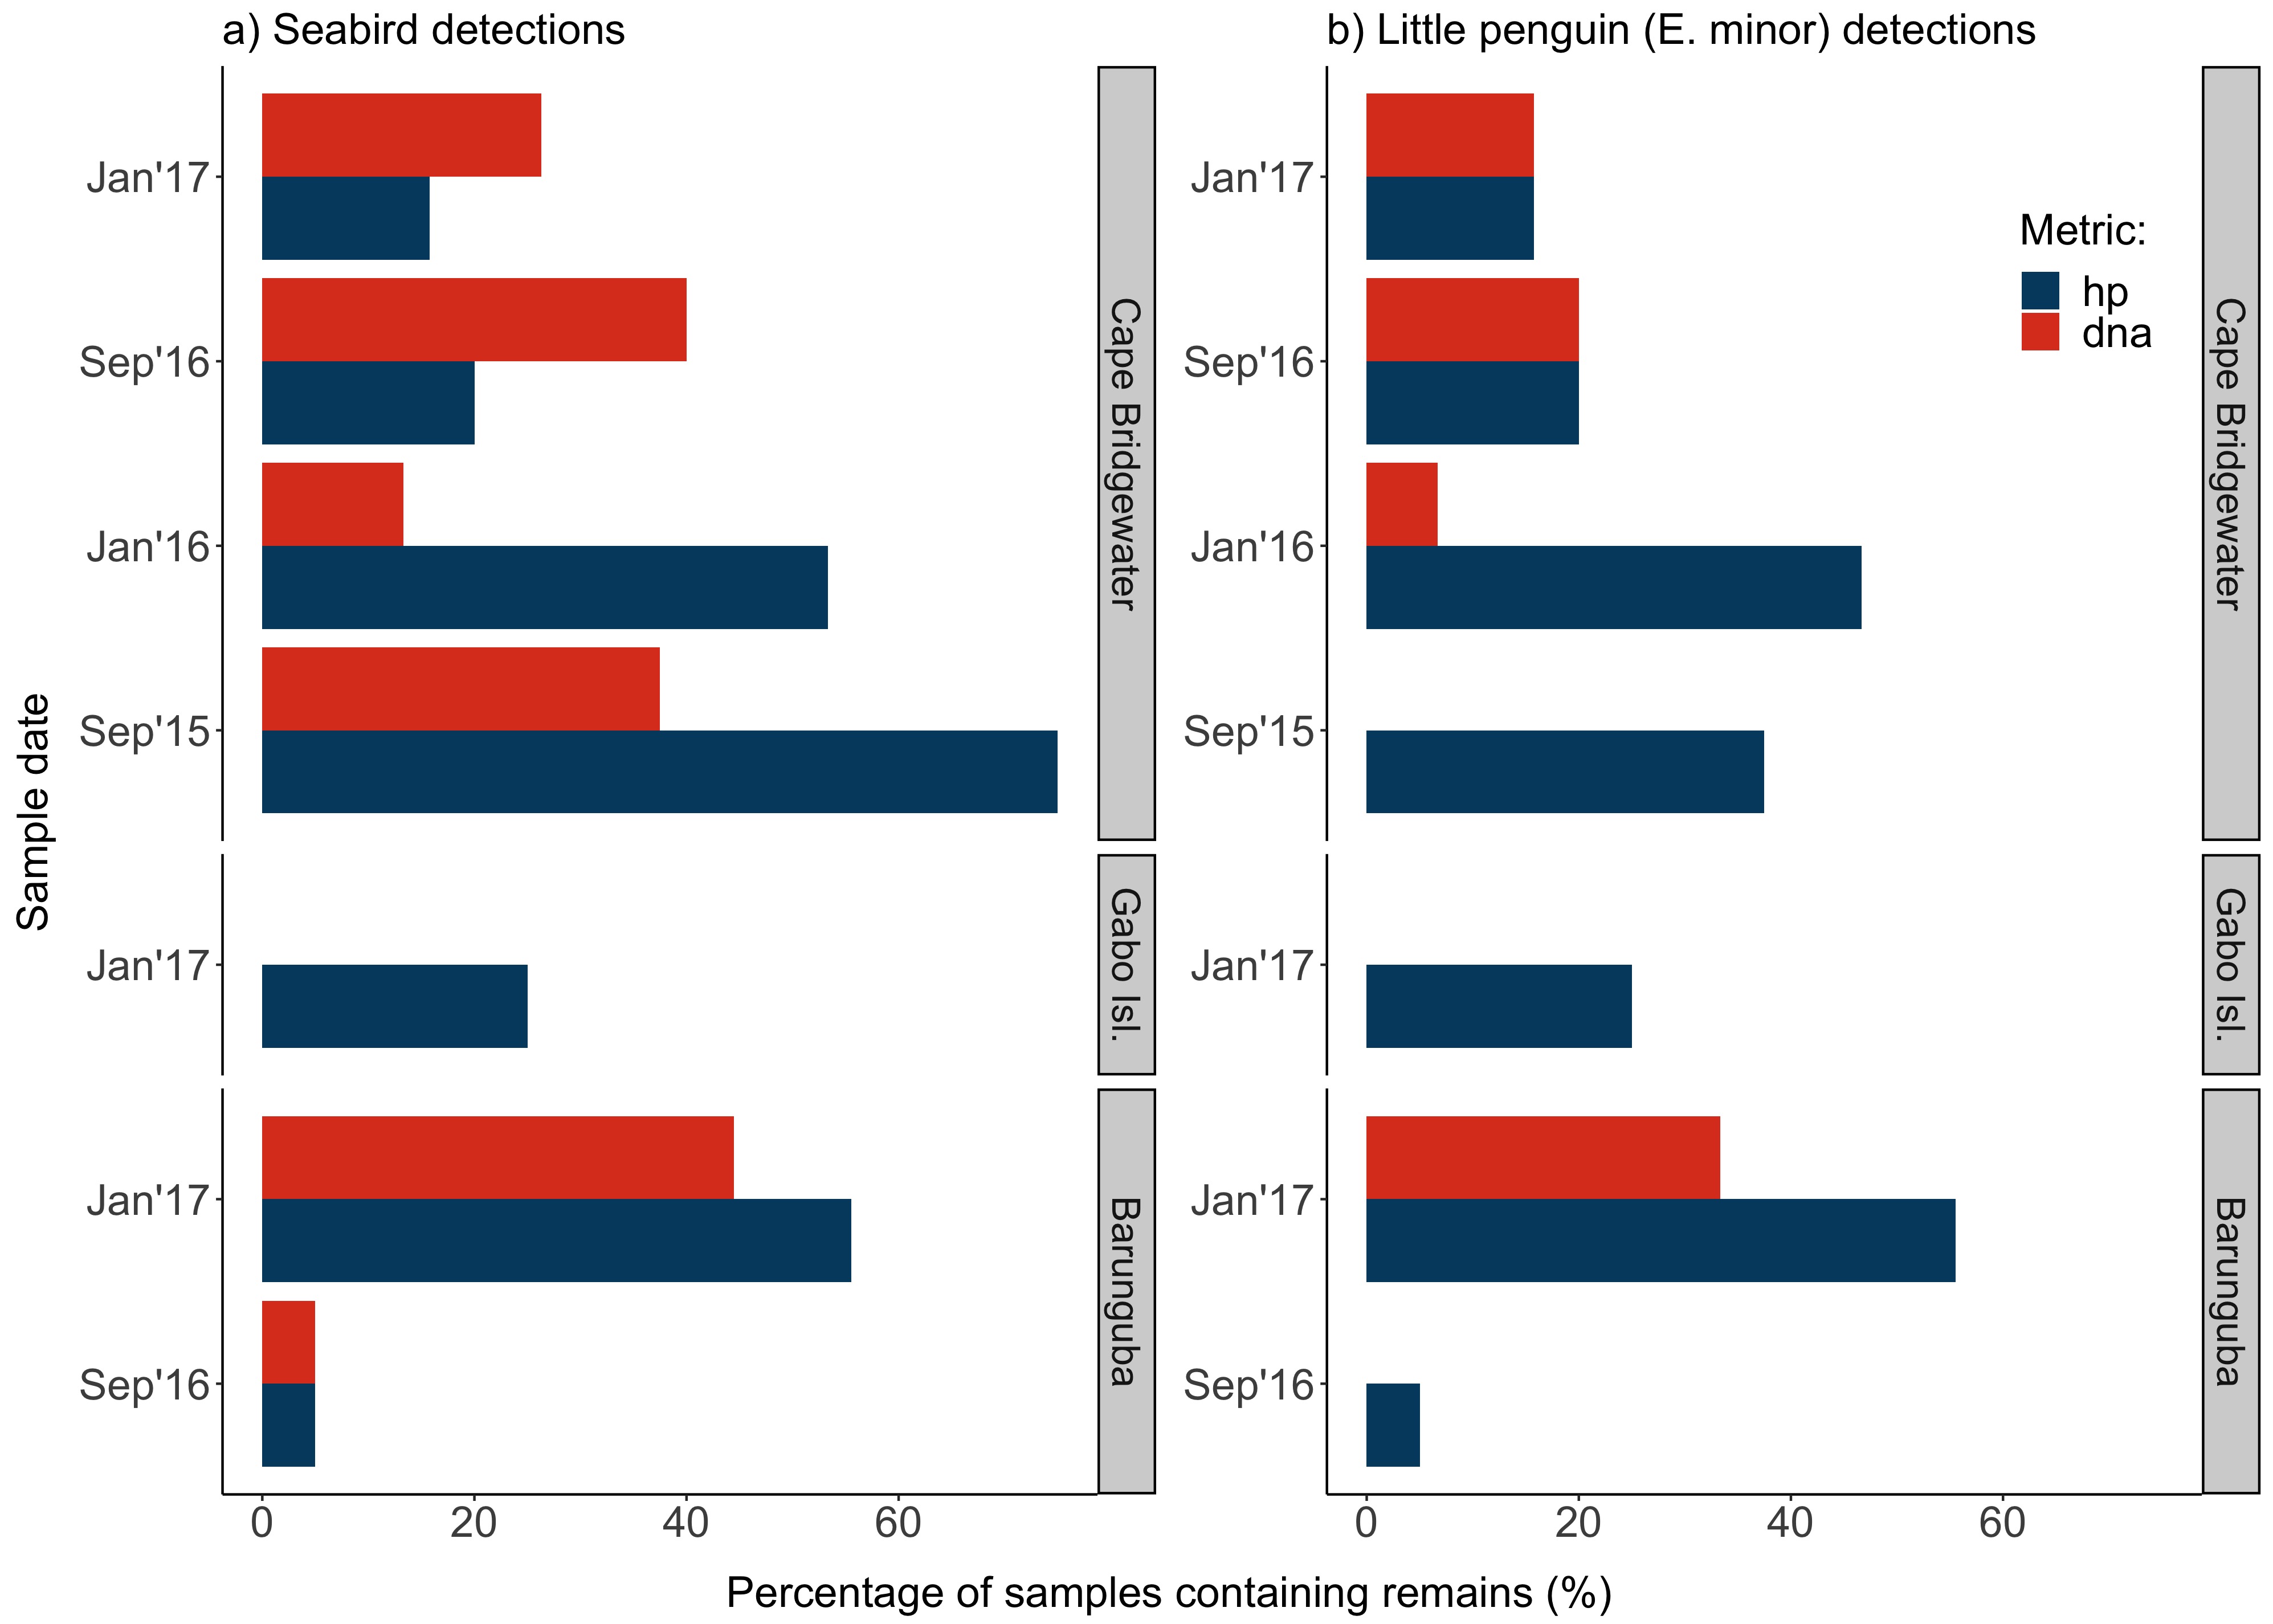 a) Seabird detections
Jan'17
Sep'16
Jan'16
Sep'15
Cape Bridgewater
Jan'17
Gabo Isl.
Jan'17
Sep'16
Barunguba
0 20 40 60
b) Little penguin (E. minor) detections
Jan'17
Sep'16
Jan'16
Sep'15
Cape Bridgewater
Metric:
hp
dna
Jan'17
Gabo Isl.
Jan'17
Sep'16
Barunguba
0 20 40 60
Sample date
Percentage of samples containing remains (%)